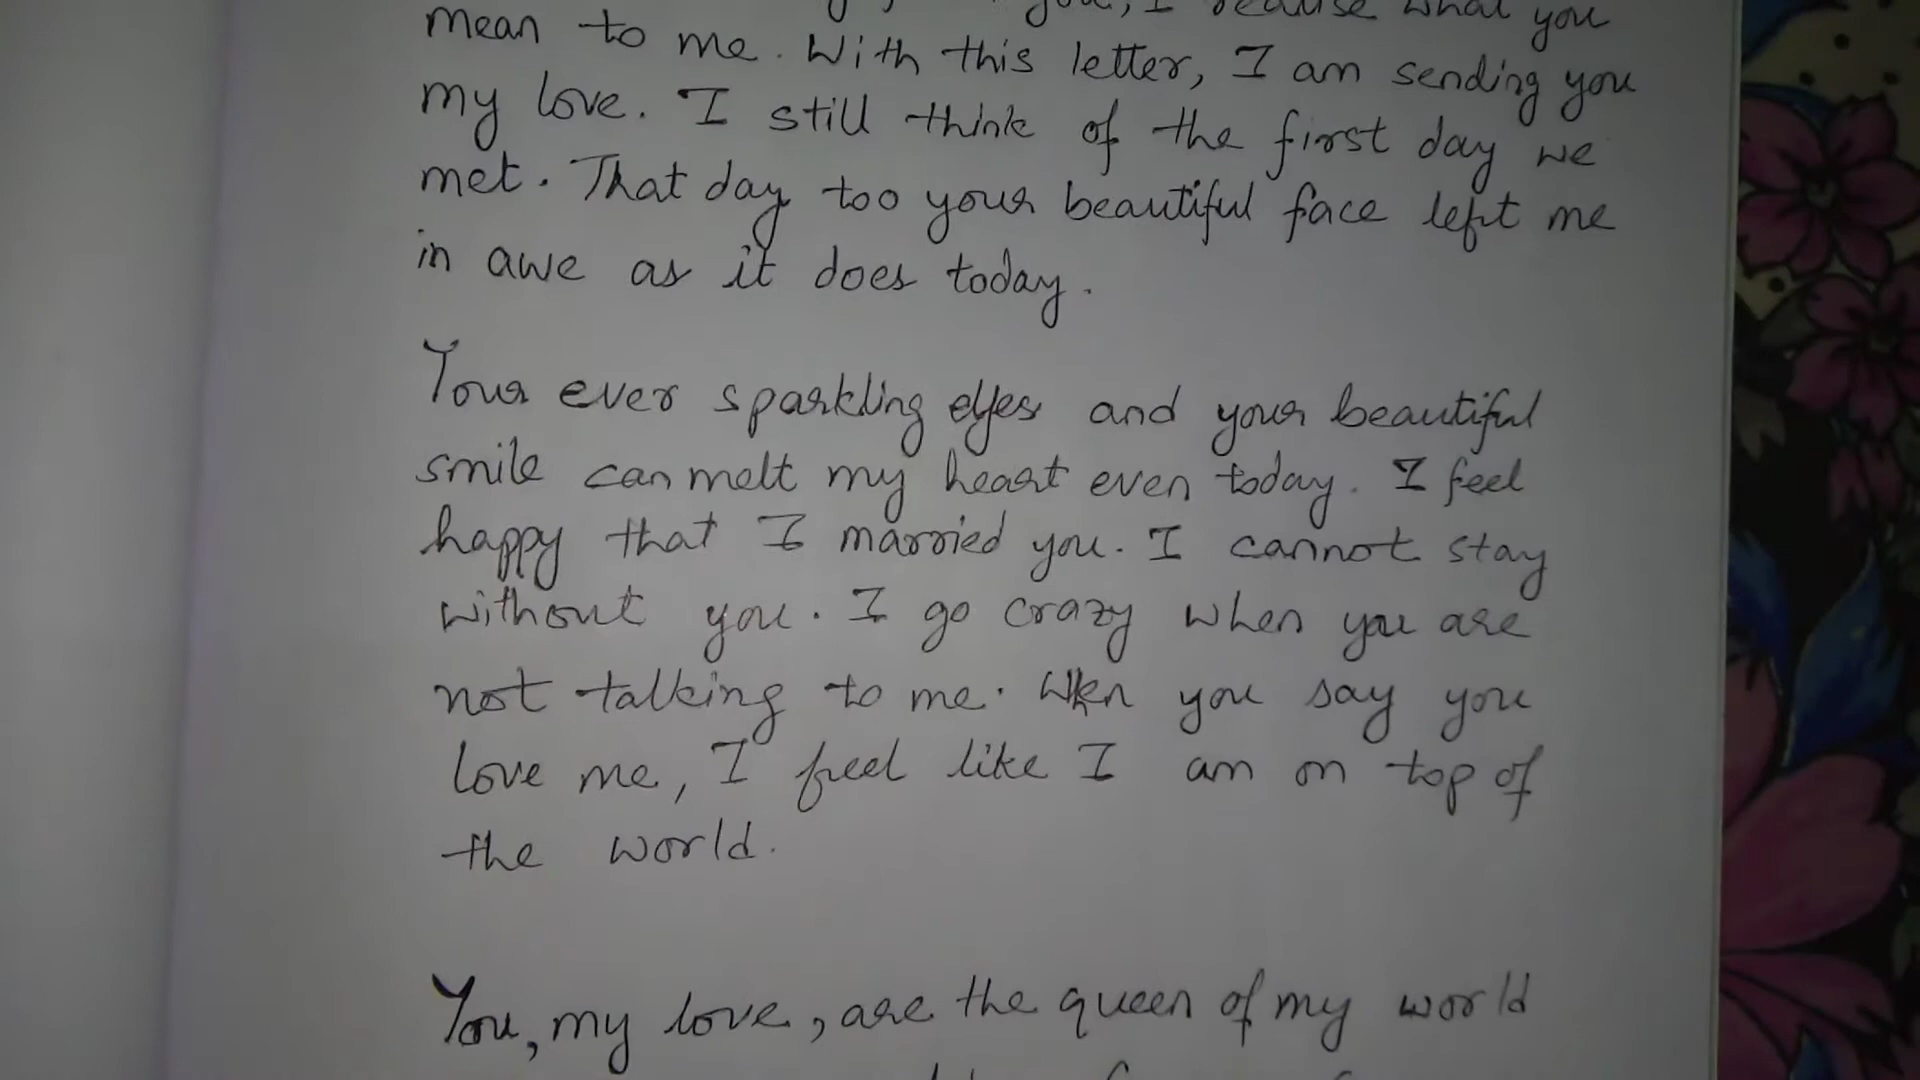 you, I realise what you
mean to me. With this letter, I am sending you
my love. I still think of the first day we
met. That day too your beautiful face left me
in awe as it does today.
Your ever sparkling eyes and your beautiful
smile can melt my heart even today. I feel
happy that I married you. I cannot stay
without you. I go crazy when you are
not talking to me. When you say you
love me, I feel like I am on top of
the world.
You, my love, are the queen of my world